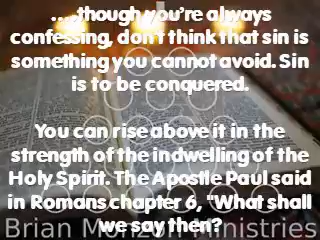 ....though you're always
confessing, don't think that sin is
something you cannot avoid. Sin
is to be conquered.
You can rise above it in the
strength of the indwelling of the
Holy Spirit. The Apostle Paul said
in Romans chapter 6, "What shall
we say then?
Brian Monzon Ministries